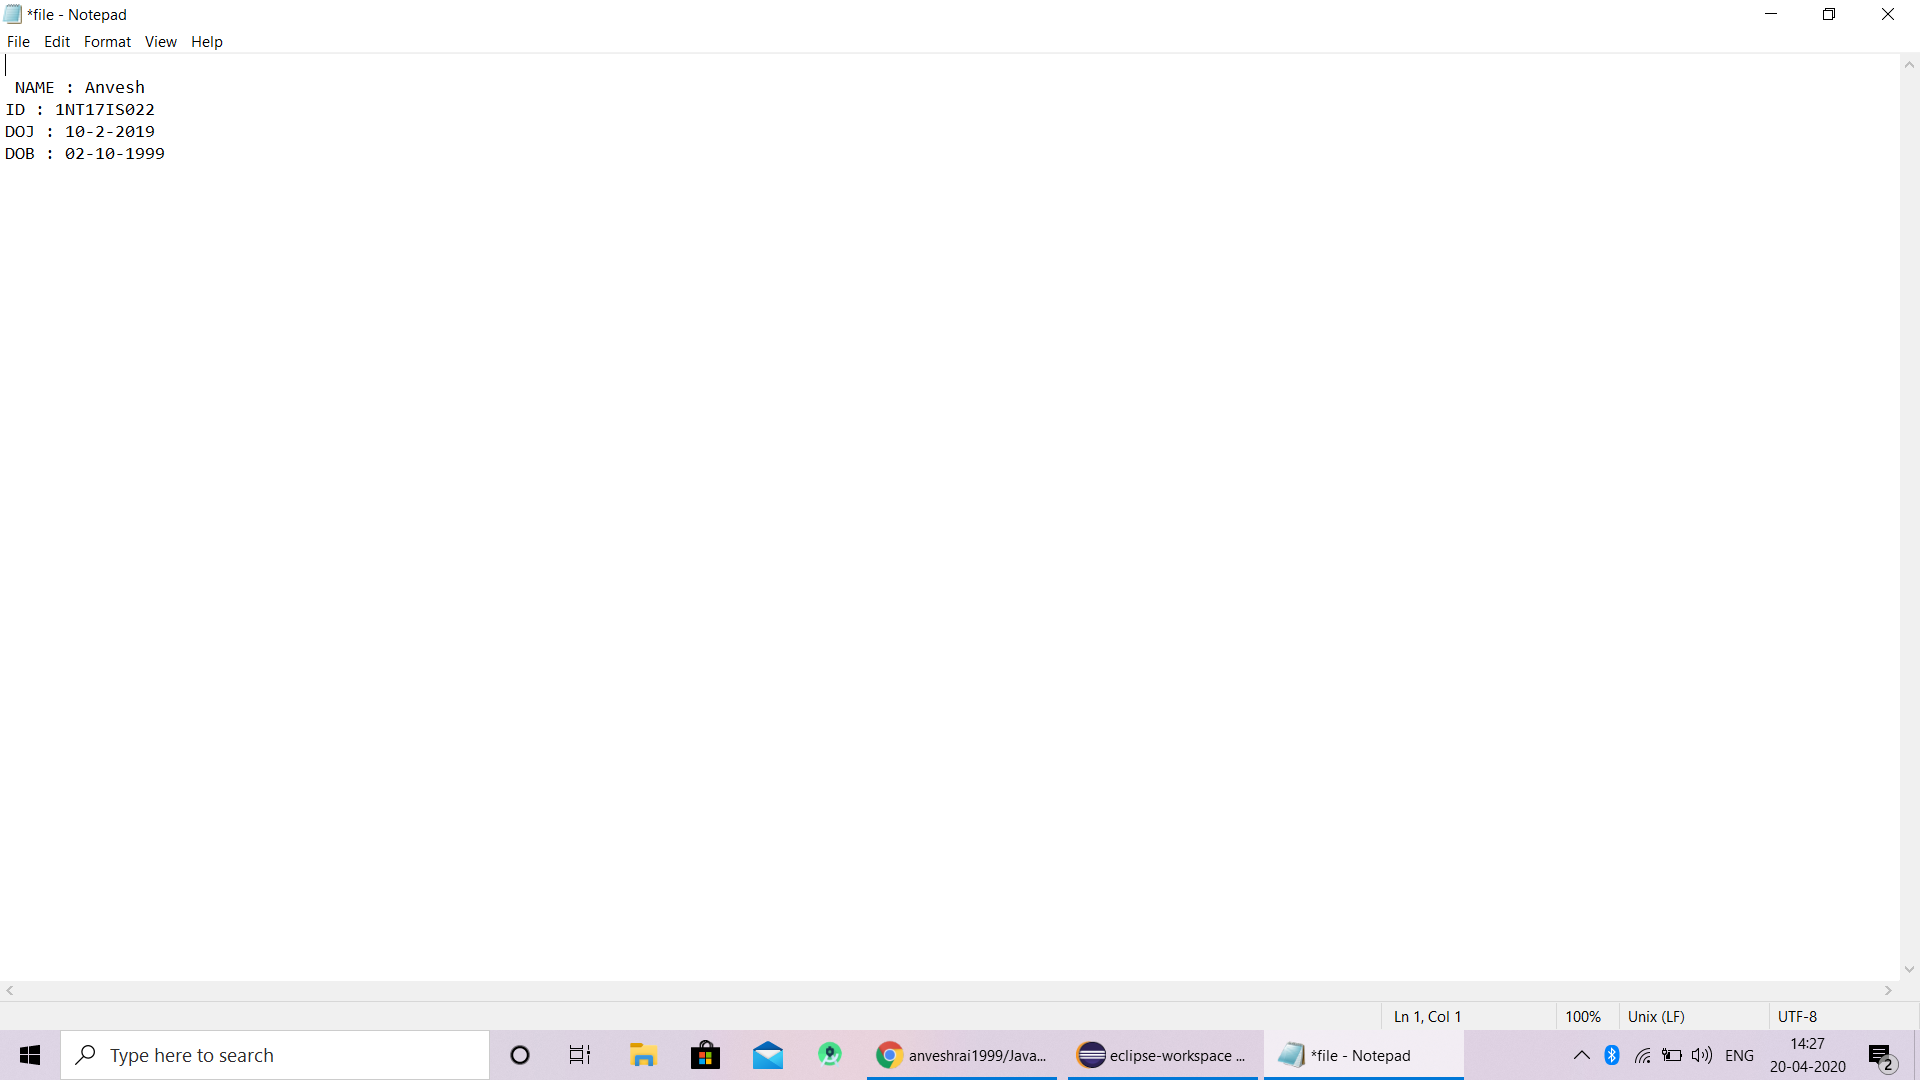 *file - Notepad
File Edit Format View Help
NAME : Anvesh
ID : 1NT17IS022
DOJ : 10-2-2019
DOB : 02-10-1999
Ln 1, Col 1 100% Unix (LF) UTF-8
Type here to search
anveshrai1999/Java...
eclipse-workspace ...
*file - Notepad
ENG
14:27
20-04-2020
2